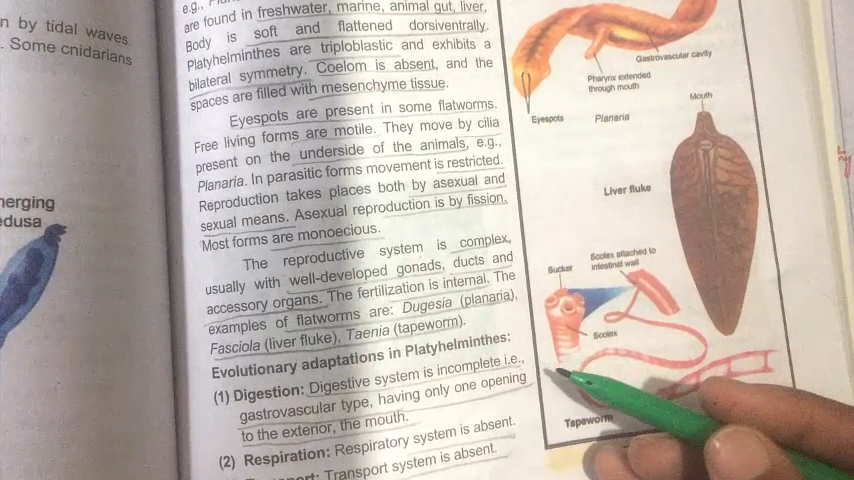 n by tidal waves.
. Some cnidarians
nerging
edusa
e.g.,
are found in freshwater, marine, animal gut, liver,
Body is soft and flattened dorsiventrally.
Platyhelminthes are triploblastic and exhibits a
bilateral symmetry. Coelom is absent, and the
spaces are filled with mesenchyme tissue.
Eyespots are present in some flatworms.
Free living forms are motile. They move by cilia
present on the underside of the animals, e.g.,
Planaria. In parasitic forms movement is restricted.
Reproduction takes places both by asexual and
sexual means. Asexual reproduction is by fission.
Most forms are monoecious.
The reproductive system is complex,
usually with well-developed gonads, ducts and
accessory organs. The fertilization is internal. The
examples of flatworms are: Dugesia (planaria),
Fasciola (liver fluke), Taenia (tapeworm).
Evolutionary adaptations in Platyhelminthes:
(1) Digestion: Digestive system is incomplete i.e.,
gastrovascular type, having only one opening
to the exterior, the mouth.
(2) Respiration: Respiratory system is absent.
Transport system is absent.
Gastrovascular cavity
Pharynx extended
through mouth
Eyespots
Planaria
Mouth
Liver fluke
Sucker
Scolex attached to
intestinal wall
Scolex
Tapeworm